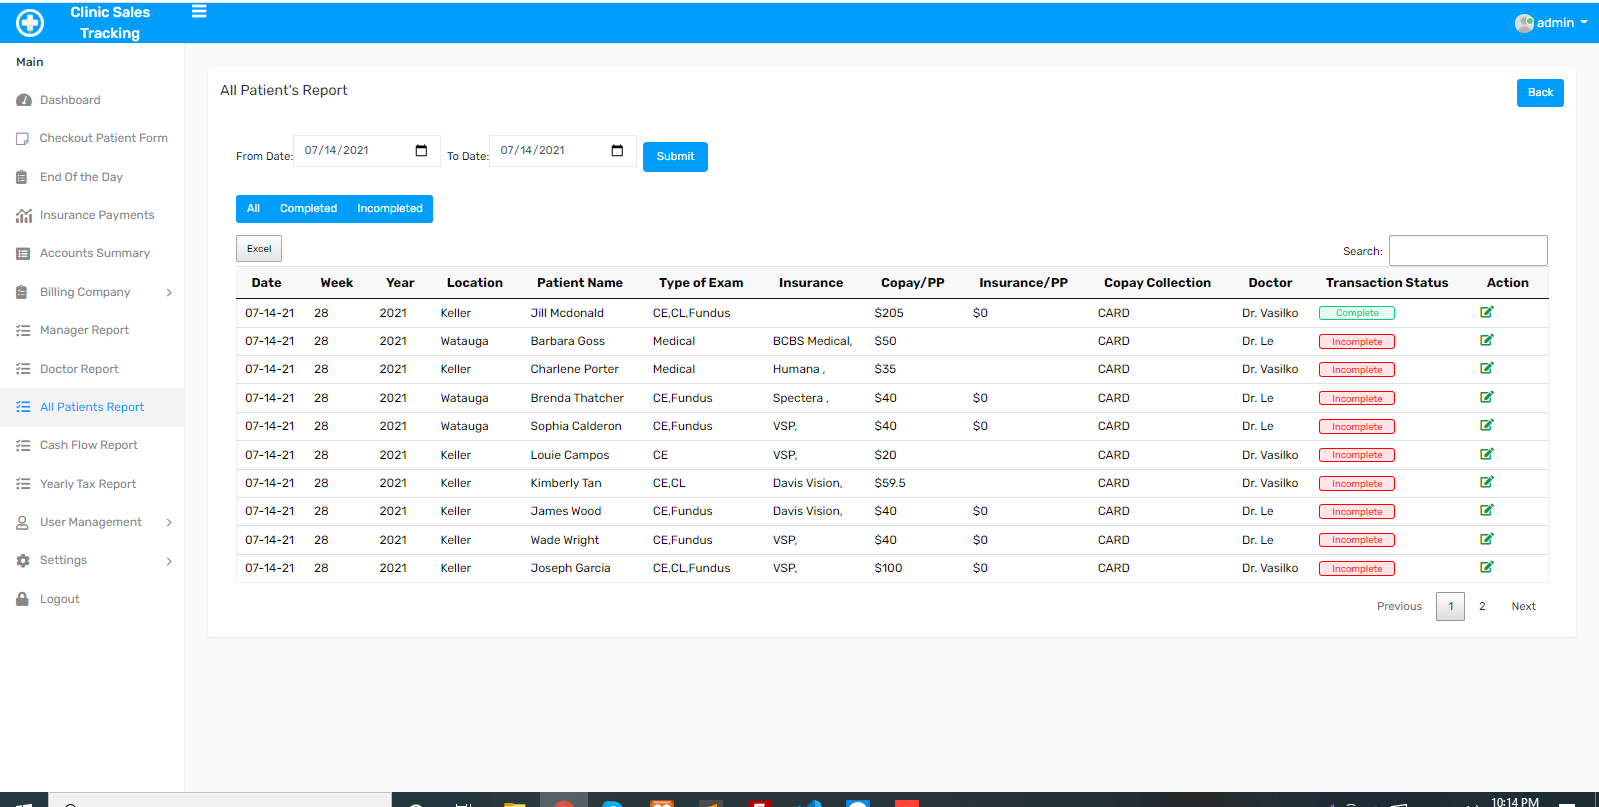 Clinic Sales
Tracking
admin
Main
Dashboard
Checkout Patient Form
End Of the Day
Insurance Payments
Accounts Summary
Billing Company
Manager Report
Doctor Report
All Patients Report
Cash Flow Report
Yearly Tax Report
User Management
Settings
Logout
All Patient's Report
Back
From Date: 07/14/2021 To Date: 07/14/2021 Submit
All Completed Incompleted
Excel
Search:
Date Week Year Location Patient Name Type of Exam Insurance Copay/PP Insurance/PP Copay Collection Doctor Transaction Status Action
07-14-21 28 2021 Keller Jill Mcdonald CE,CL,Fundus $205 $0 CARD Dr. Vasilko Complete
07-14-21 28 2021 Watauga Barbara Goss Medical BCBS Medical, $50 CARD Dr. Le Incomplete
07-14-21 28 2021 Keller Charlene Porter Medical Humana , $35 CARD Dr. Vasilko Incomplete
07-14-21 28 2021 Watauga Brenda Thatcher CE,Fundus Spectera , $40 $0 CARD Dr. Le Incomplete
07-14-21 28 2021 Watauga Sophia Calderon CE,Fundus VSP, $40 $0 CARD Dr. Le Incomplete
07-14-21 28 2021 Keller Louie Campos CE VSP, $20 CARD Dr. Vasilko Incomplete
07-14-21 28 2021 Keller Kimberly Tan CE,CL Davis Vision, $59.5 CARD Dr. Vasilko Incomplete
07-14-21 28 2021 Keller James Wood CE,Fundus Davis Vision, $40 $0 CARD Dr. Le Incomplete
07-14-21 28 2021 Keller Wade Wright CE,Fundus VSP, $40 $0 CARD Dr. Le Incomplete
07-14-21 28 2021 Keller Joseph Garcia CE,CL,Fundus VSP, $100 $0 CARD Dr. Vasilko Incomplete
Previous 1 2 Next
10:14 PM